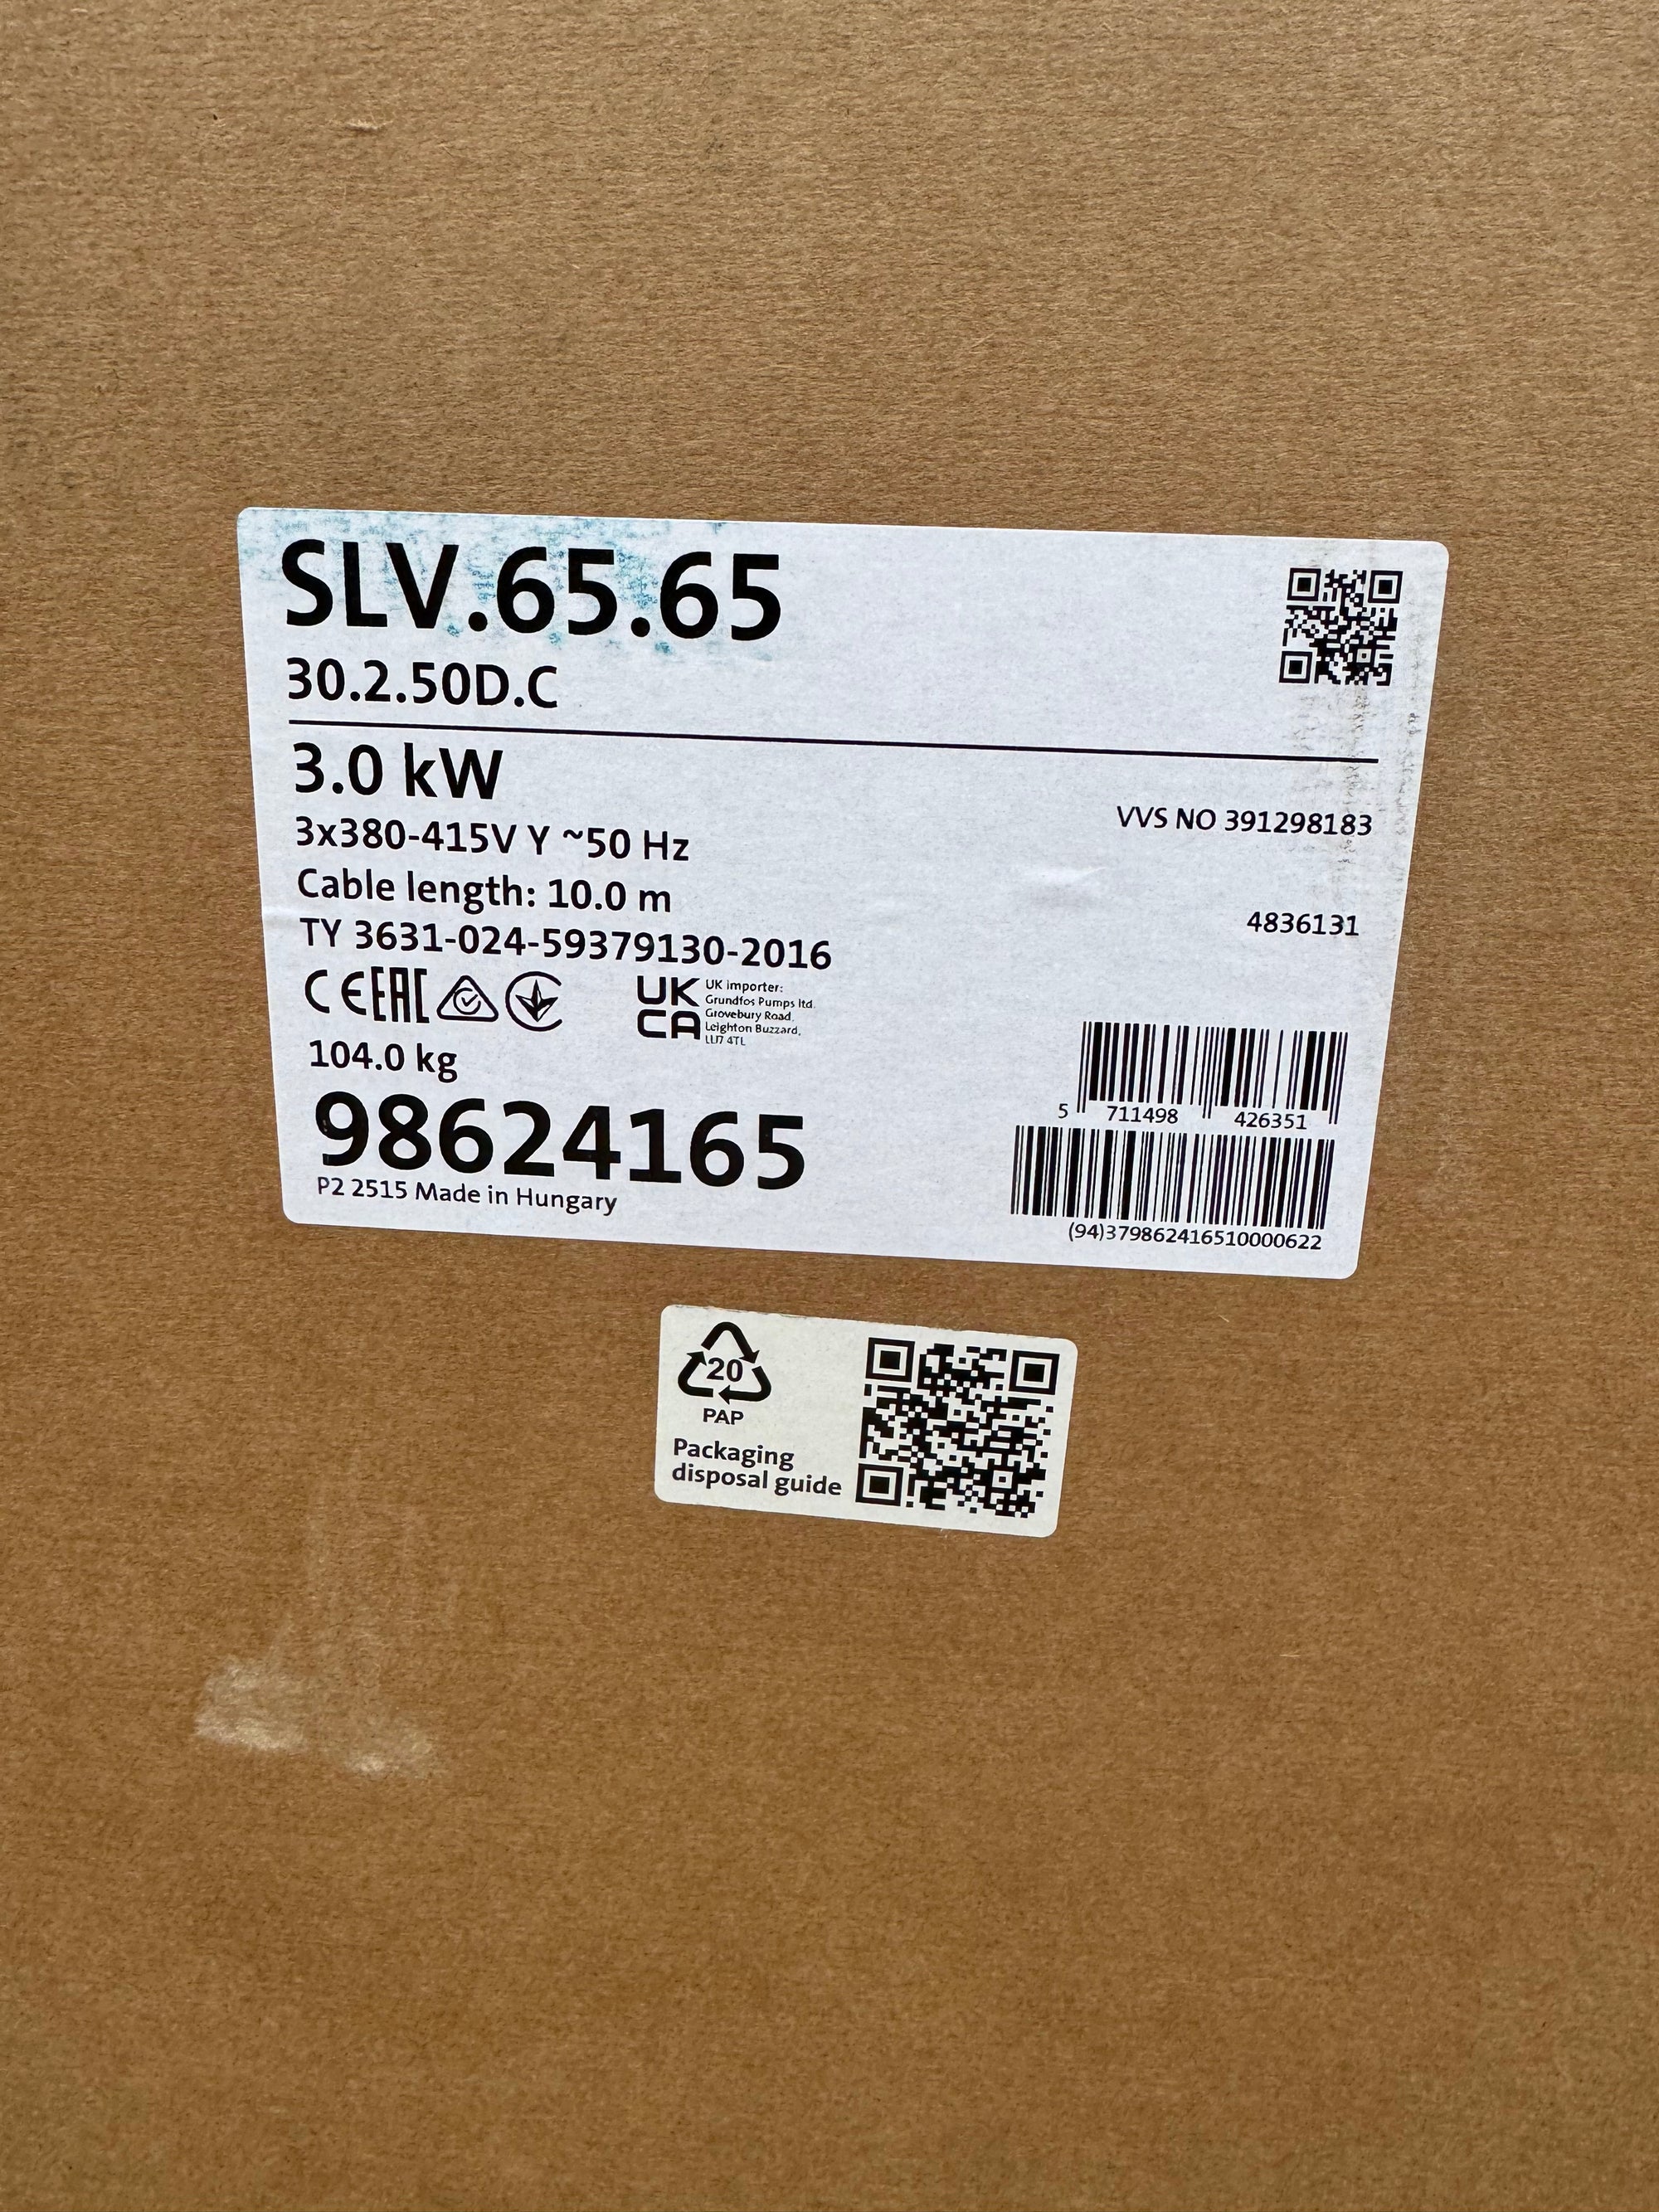 SLV.65.65
30.2.50D.C
3.0 kW
VVS NO 391298183
3x380-415V Y ~50 Hz
Cable length: 10.0 m
4836131
TY 3631-024-59379130-2016
CE EAC
UK CA
UK importer:
Grundfos Pumps ltd.
Grovebury Road,
Leighton Buzzard,
LU7 4TL
104.0 kg
98624165
P2 2515 Made in Hungary
5 711498 426351
(94)379862416510000622
20
PAP
Packaging
disposal guide